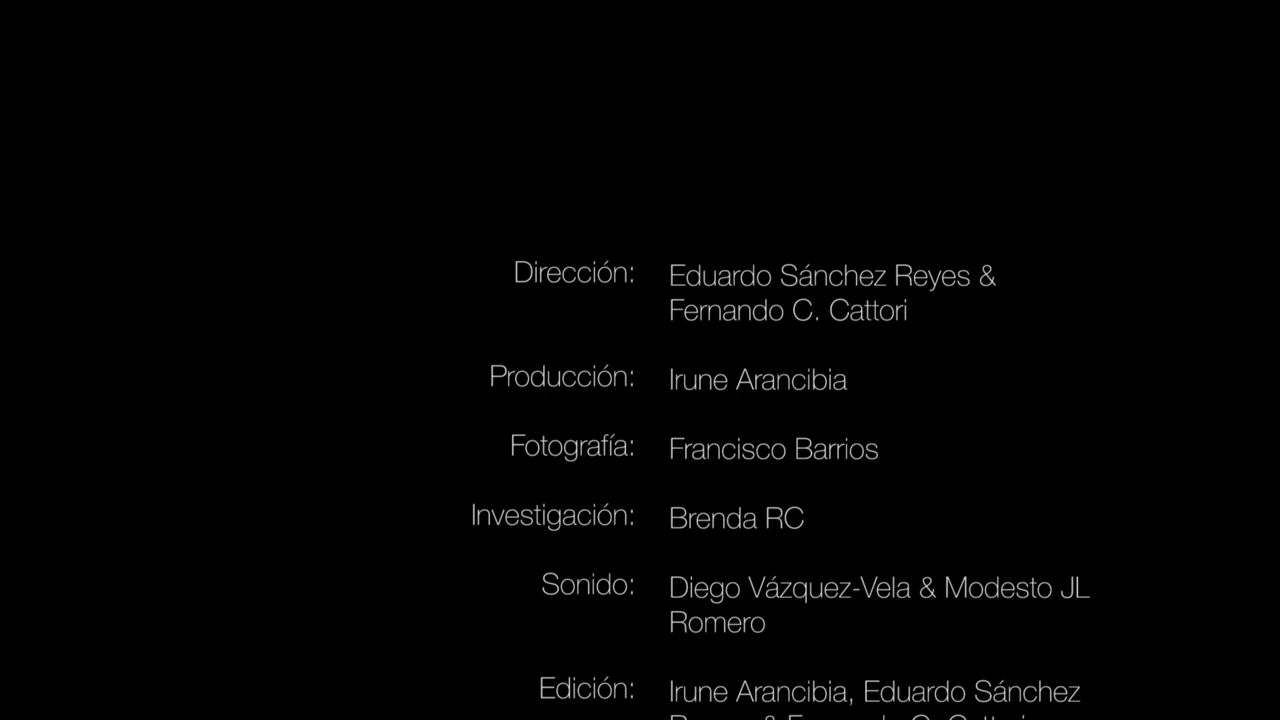 Dirección: Eduardo Sánchez Reyes &
Fernando C. Cattori
Producción: Irune Arancibia
Fotografía: Francisco Barrios
Investigación: Brenda RC
Sonido: Diego Vázquez-Vela & Modesto JL
Romero
Edición: Irune Arancibia, Eduardo Sánchez